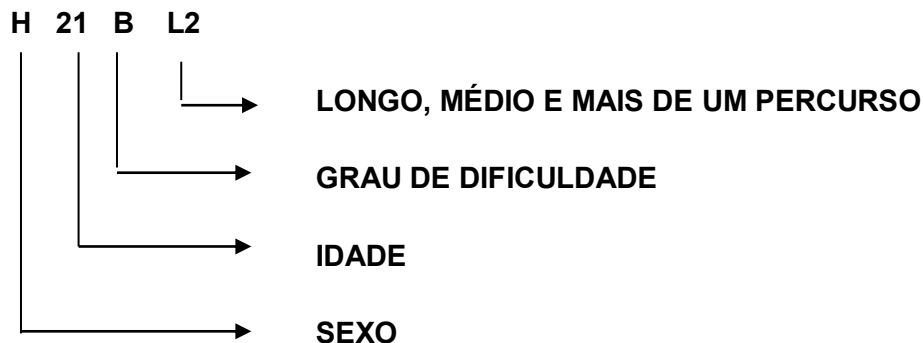 H 21 B L2
LONGO, MÉDIO E MAIS DE UM PERCURSO
GRAU DE DIFICULDADE
IDADE
SEXO